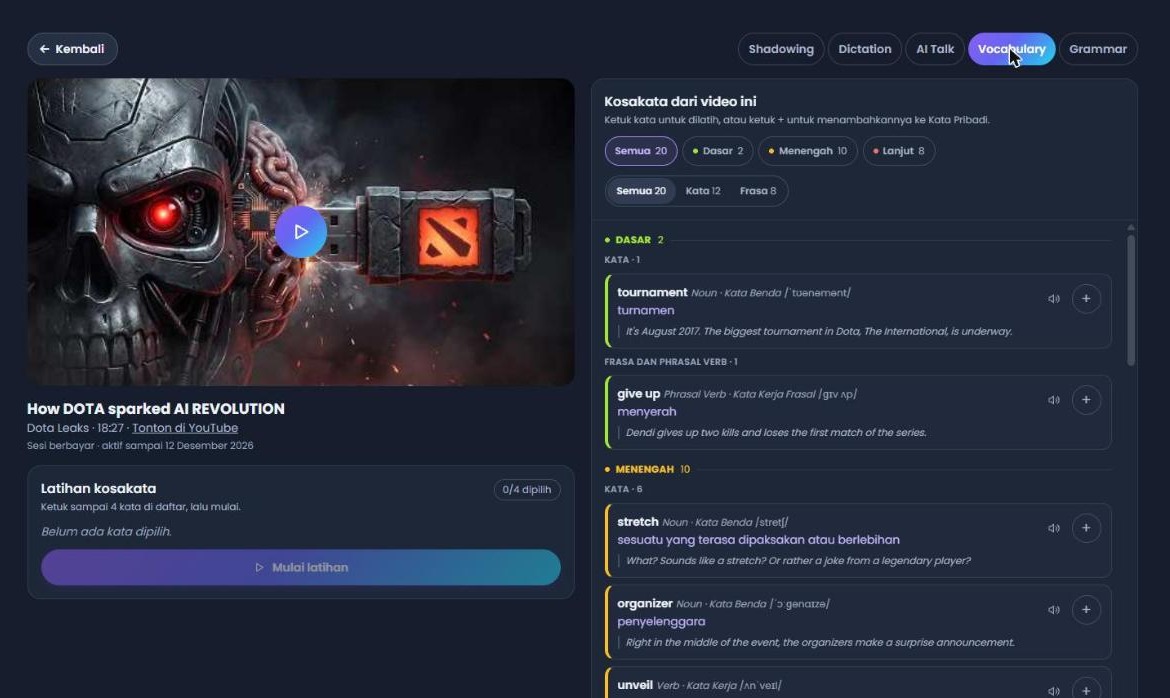 ← Kembali
Shadowing
Dictation
AI Talk
Vocabulary
Grammar
How DOTA sparked AI REVOLUTION
Dota Leaks · 18:27 · Tonton di YouTube
Sesi berbayar · aktif sampai 12 Desember 2026
Latihan kosakata
0/4 dipilih
Ketuk sampai 4 kata di daftar, lalu mulai.
Belum ada kata dipilih.
Mulai latihan
Kosakata dari video ini
Ketuk kata untuk dilatih, atau ketuk + untuk menambahkannya ke Kata Pribadi.
Semua 20
Dasar 2
Menengah 10
Lanjut 8
Semua 20
Kata 12
Frasa 8
DASAR 2
KATA · 1
tournament Noun · Kata Benda /ˈtʊənəmənt/
turnamen
It's August 2017. The biggest tournament in Dota, The International, is underway.
FRASA DAN PHRASAL VERB · 1
give up Phrasal Verb · Kata Kerja Frasal /ɡɪv ʌp/
menyerah
Dendi gives up two kills and loses the first match of the series.
MENENGAH 10
KATA · 6
stretch Noun · Kata Benda /stretʃ/
sesuatu yang terasa dipaksakan atau berlebihan
What? Sounds like a stretch? Or rather a joke from a legendary player?
organizer Noun · Kata Benda /ˈɔːɡənaɪzə/
penyelenggara
Right in the middle of the event, the organizers make a surprise announcement.
unveil Verb · Kata Kerja /ʌnˈveɪl/